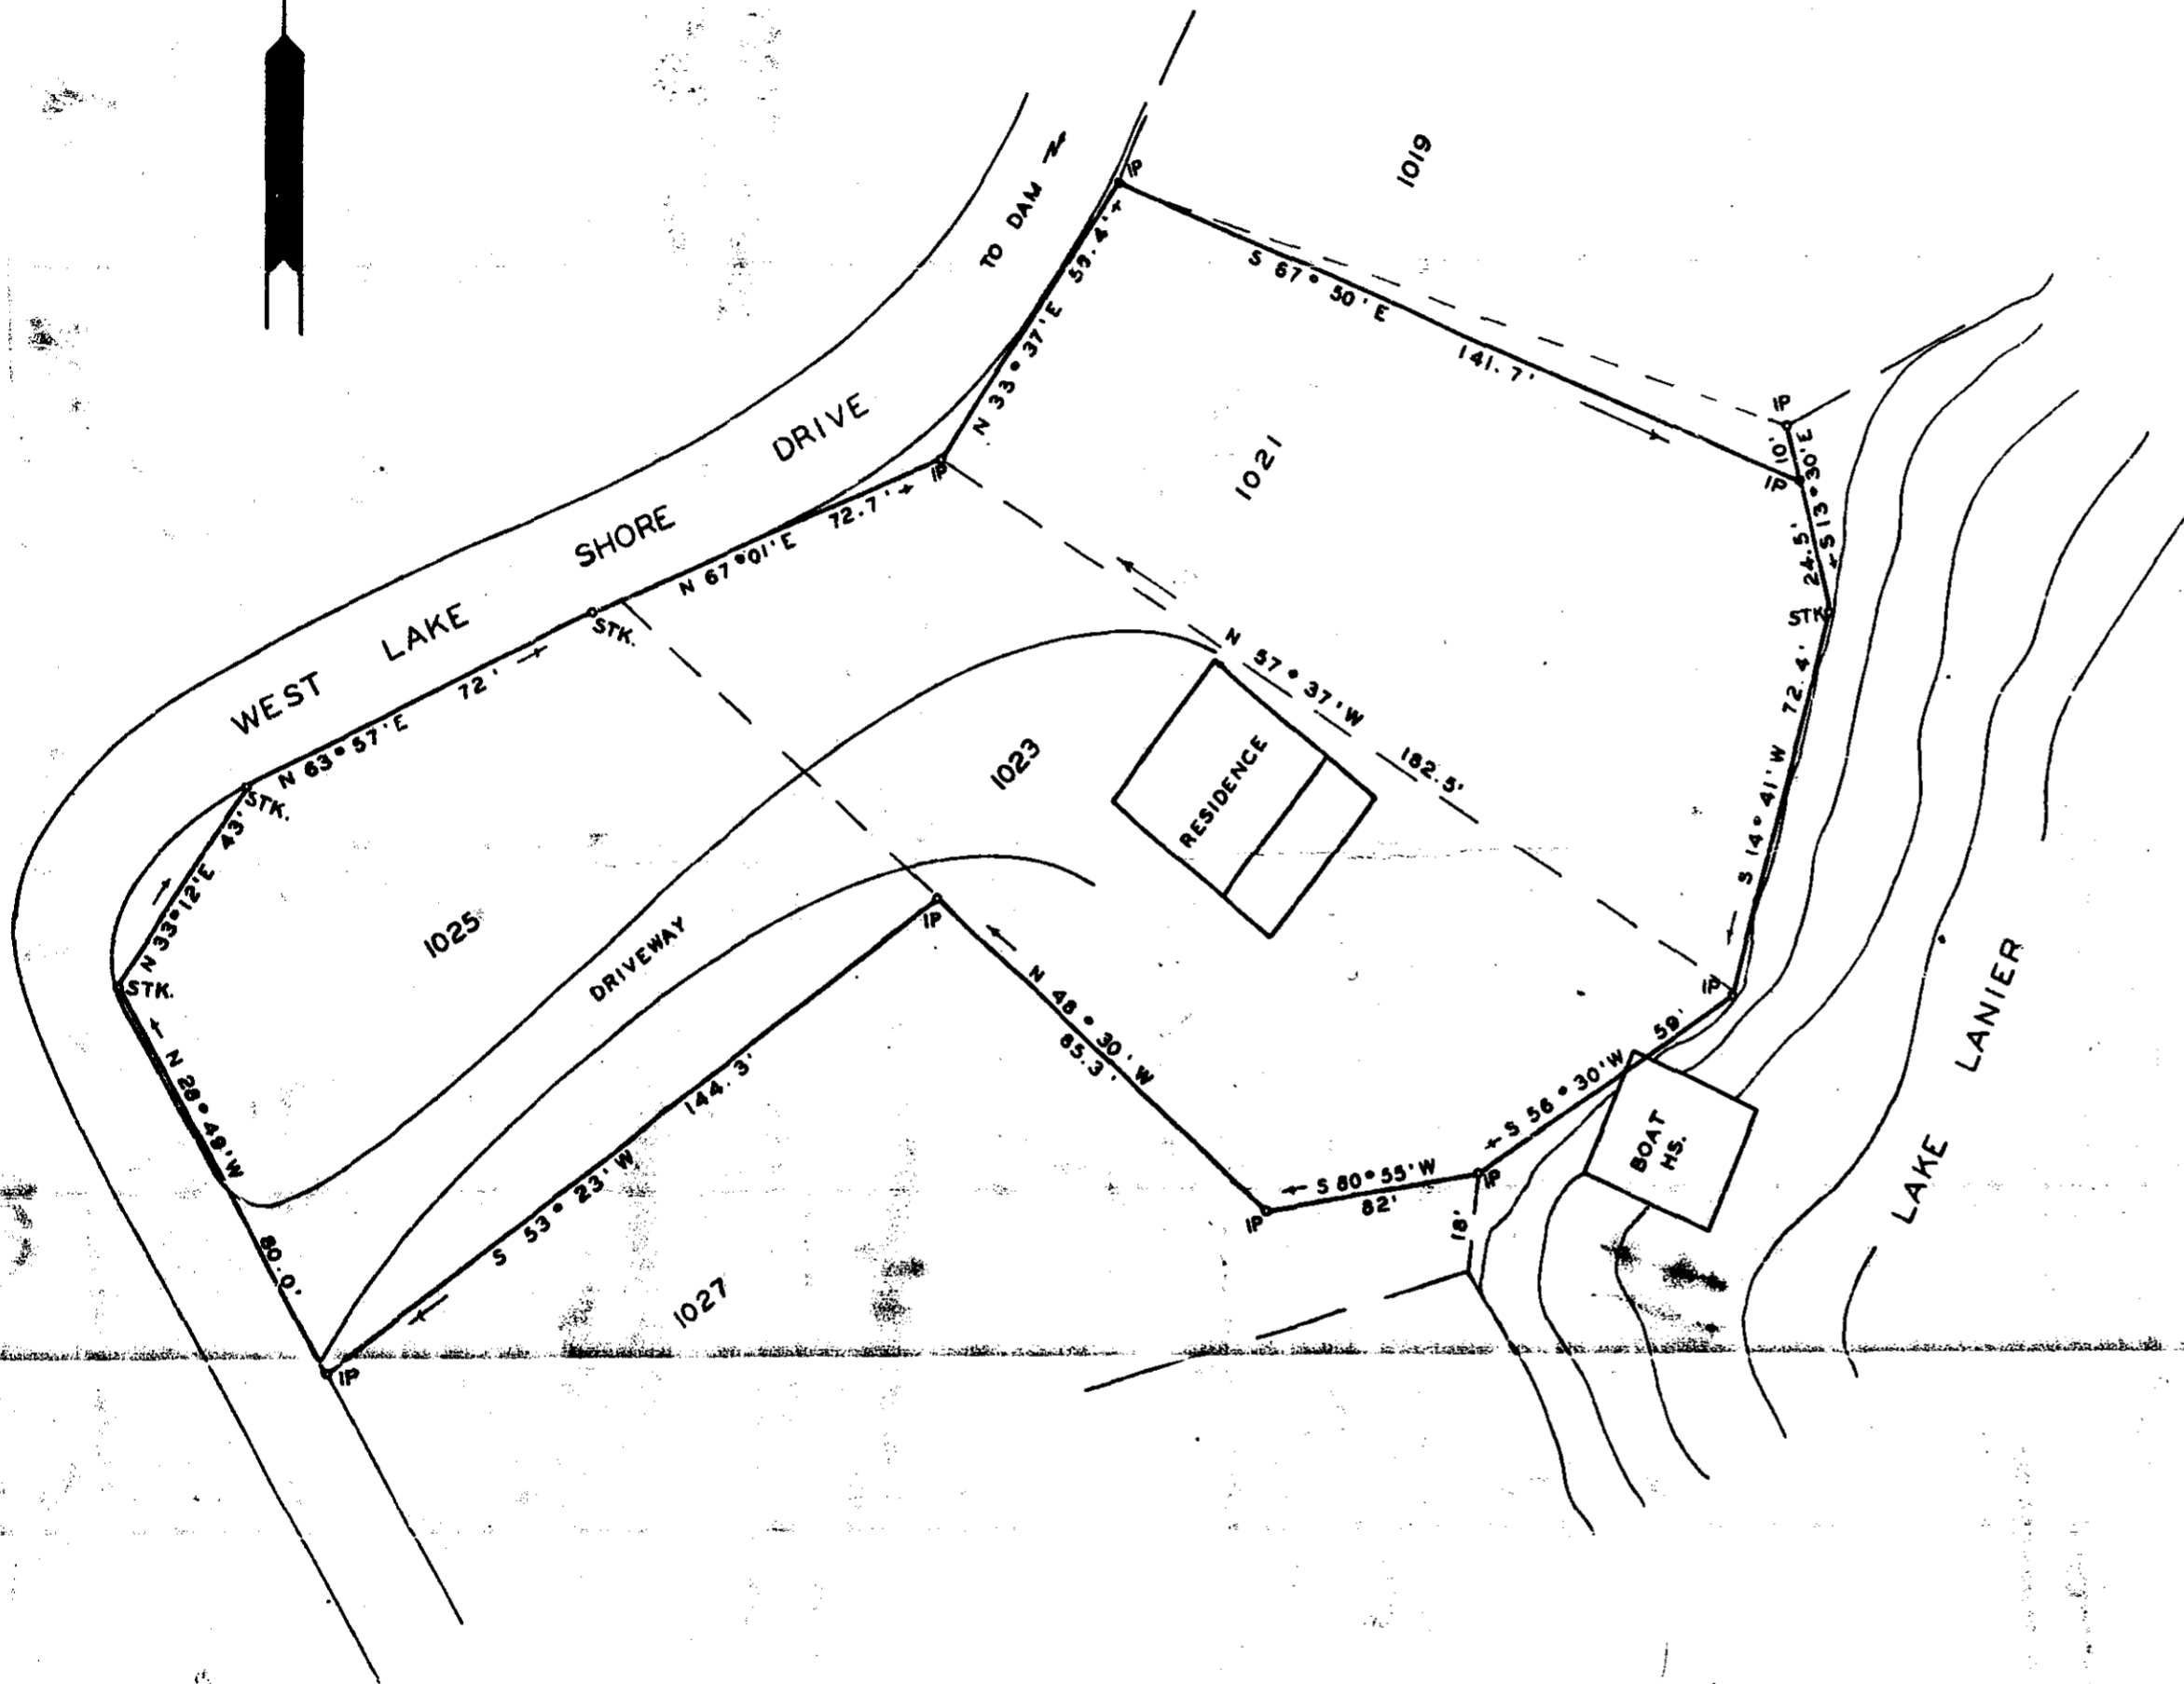 1019
TO DAM N
IP
N 33° 37' E 59.4'
S 67° 50' E
141.7'
IP
10'
IP
S 13° 30' E
24.5'
STK
1021
WEST LAKE SHORE DRIVE
IP
N 67° 01' E 72.7'
STK.
N 63° 57' E 72'
STK.
N 33° 12' E 43'
STK.
N 28° 49' W
80.0'
IP
N 57° 37' W 182.5'
S 14° 41' W 72.4'
IP
1023
RESIDENCE
1025
DRIVEWAY
IP
N 48° 30' W
85.3'
S 53° 23' W
144.3'
1027
IP
S 80° 55' W
82'
IP
18'
S 56° 30' W 59'
BOAT
HS.
LAKE LANIER